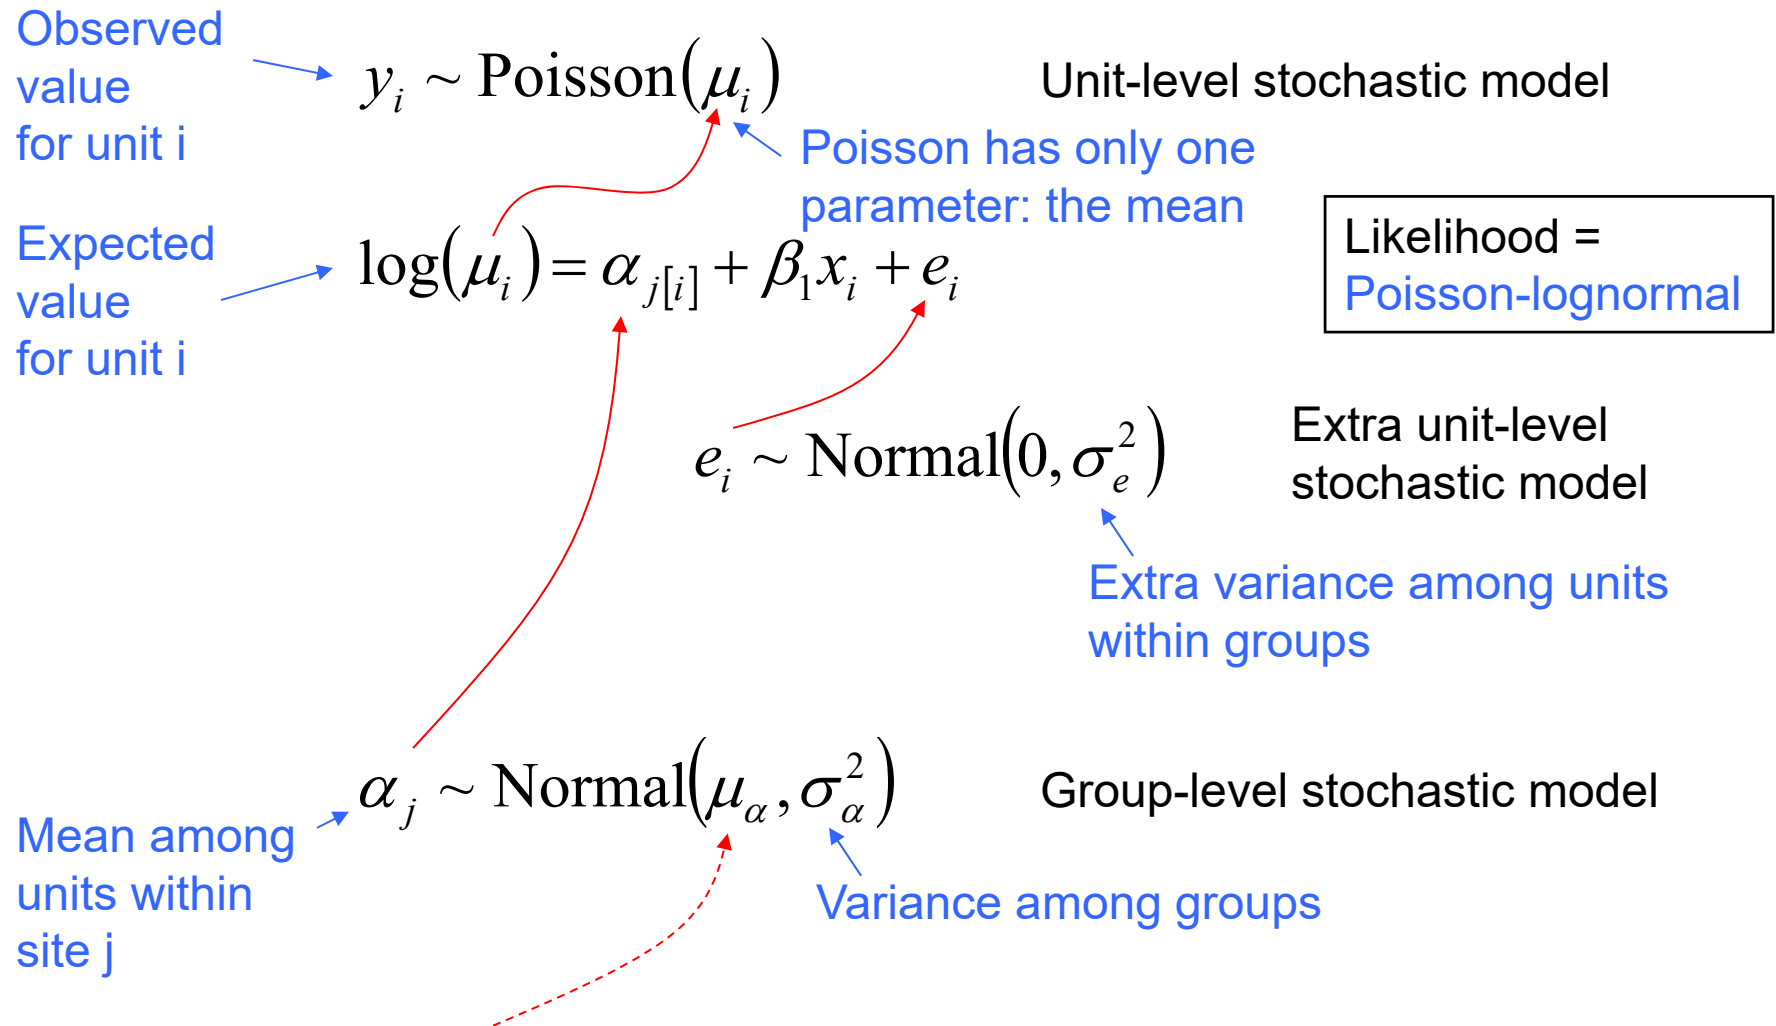 Observed
value
for unit i
y_i ~ Poisson(μ_i)
Unit-level stochastic model
Poisson has only one
parameter: the mean
Expected
value
for unit i
log(μ_i) = α_{j[i]} + β_1 x_i + e_i
Likelihood =
Poisson-lognormal
e_i ~ Normal(0, σ_e^2)
Extra unit-level
stochastic model
Extra variance among units
within groups
α_j ~ Normal(μ_α, σ_α^2)
Group-level stochastic model
Mean among
units within
site j
Variance among groups